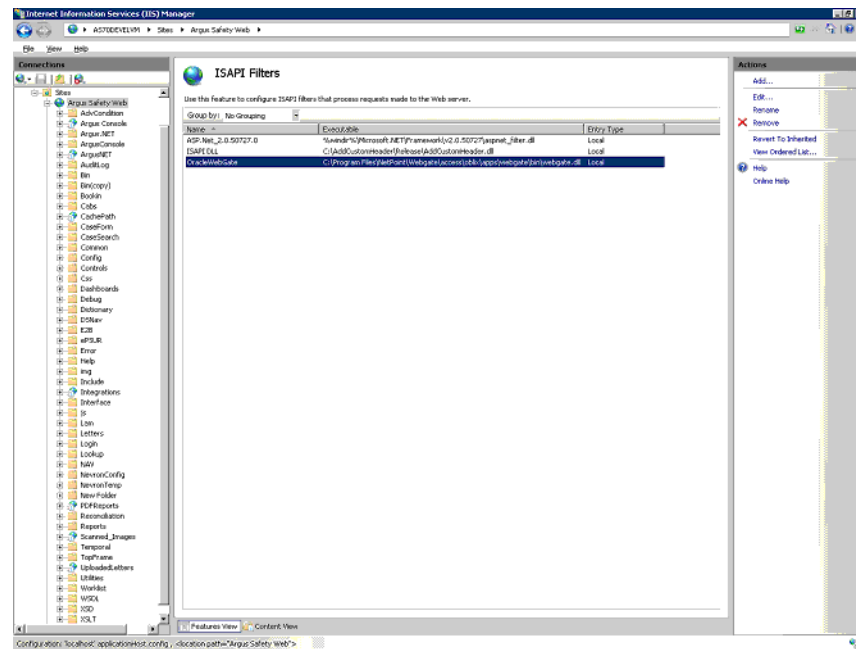 Internet Information Services (IIS) Manager
AS70DEVELVM Sites Argus Safety Web
File View Help
Connections
Sites
Argus Safety Web
AdvCondition
Argus Console
Argus.NET
ArgusConsole
ArgusNET
AuditLog
Bin
Bin(copy)
Bookin
Cabs
CachePath
CaseForm
CaseSearch
Common
Config
Controls
Css
Dashboards
Debug
Dictionary
DSNav
E2B
ePSUR
Error
Help
img
Include
Integrations
Interface
js
Lam
Letters
Login
Lookup
NAV
NevronConfig
NevronTemp
New Folder
PDFReports
Reconciliation
Reports
Scanned_Images
Temporal
TopFrame
UploadedLetters
Utilities
Worklist
WSDL
XSD
XSLT
ISAPI Filters
Use this feature to configure ISAPI filters that process requests made to the Web server.
Group by: No Grouping
Name Executable Entry Type
ASP.Net_2.0.50727.0 %windir%\Microsoft.NET\Framework\v2.0.50727\aspnet_filter.dll Local
ISAPI DLL C:\AddCustomHeader\Release\AddCustomHeader.dll Local
OracleWebGate C:\Program Files\NetPoint\Webgate\access\oblix\apps\webgate\bin\webgate.dll Local
Features View Content View
Actions
Add...
Edit...
Rename
Remove
Revert To Inherited
View Ordered List...
Help
Online Help
Configuration: 'localhost' applicationHost.config , <location path="Argus Safety Web">